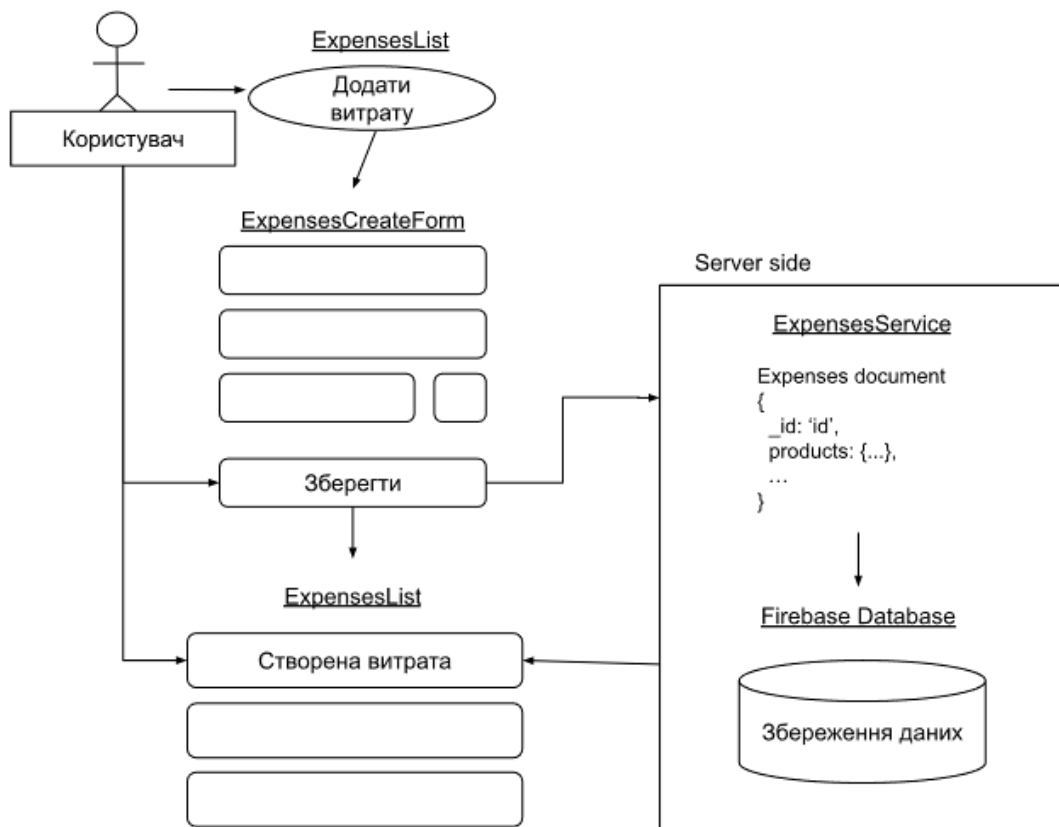 ExpensesList
Додати
витрату
Користувач
ExpensesCreateForm
Зберегти
ExpensesList
Створена витрата
Server side
ExpensesService
Expenses document
{
_id: ‘id’,
products: {...},
…
}
Firebase Database
Збереження даних